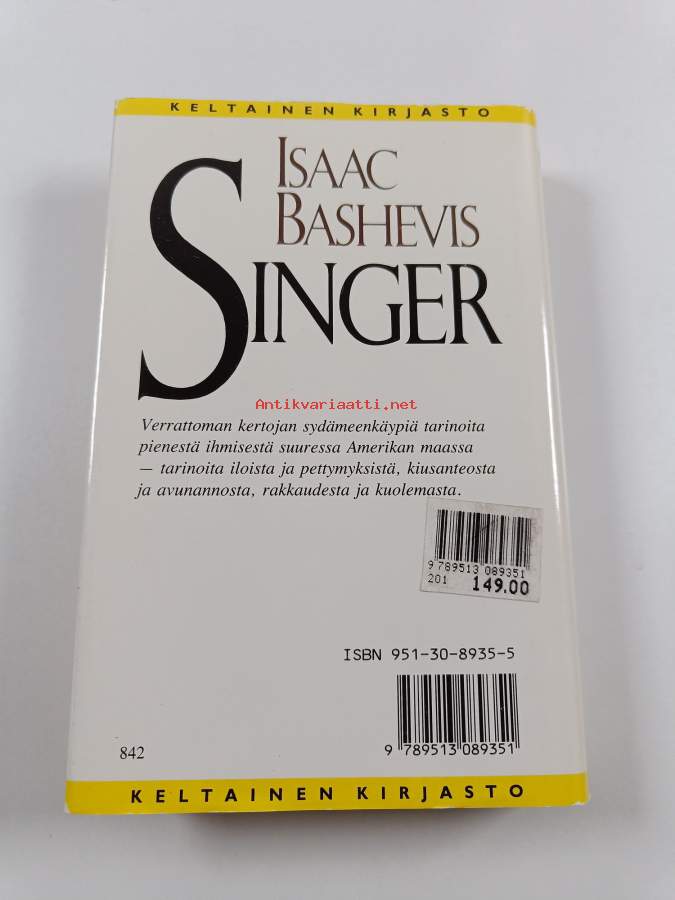 KELTAINEN KIRJASTO
ISAAC
BASHEVIS
SINGER
Antikvariaatti.net
Verrattoman kertojan sydämeenkäypiä tarinoita
pienestä ihmisestä suuressa Amerikan maassa
— tarinoita iloista ja pettymyksistä, kiusanteosta
ja avunannosta, rakkaudesta ja kuolemasta.
9 789513 089351
201 149.00
ISBN 951-30-8935-5
9 789513 089351
842
KELTAINEN KIRJASTO